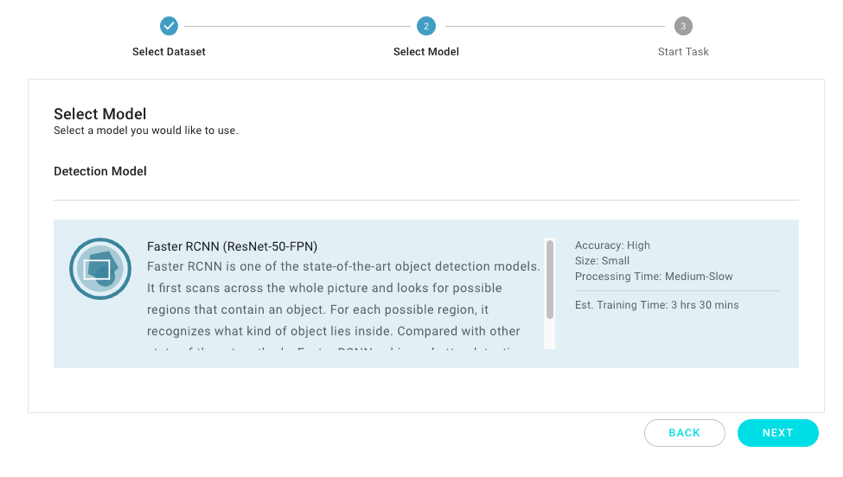 2
3
Select Dataset
Select Model
Start Task
Select Model
Select a model you would like to use.
Detection Model
Faster RCNN (ResNet-50-FPN)
Faster RCNN is one of the state-of-the-art object detection models.
It first scans across the whole picture and looks for possible
regions that contain an object. For each possible region, it
recognizes what kind of object lies inside. Compared with other
Accuracy: High
Size: Small
Processing Time: Medium-Slow
Est. Training Time: 3 hrs 30 mins
BACK
NEXT